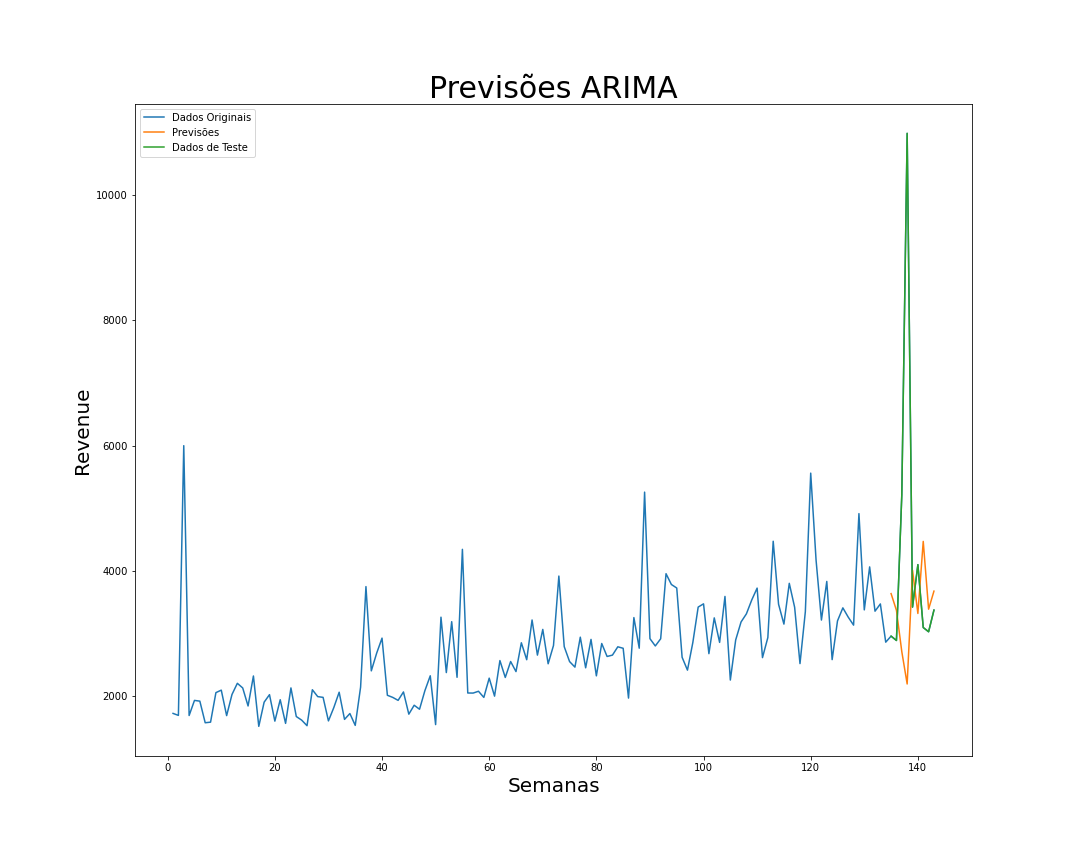 Previsões ARIMA
Dados Originais
Previsões
Dados de Teste
10000
8000
6000
4000
2000
Revenue
0 20 40 60 80 100 120 140
Semanas